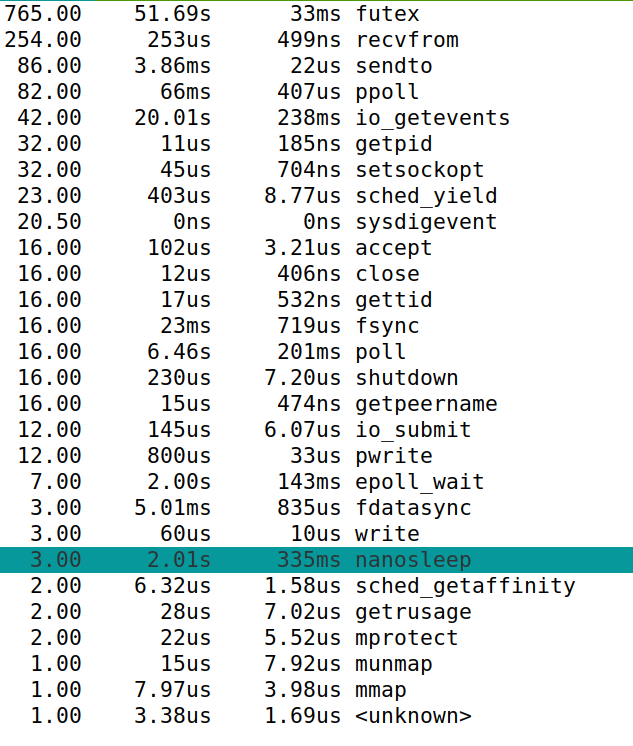 765.00 51.69s 33ms futex
254.00 253us 499ns recvfrom
86.00 3.86ms 22us sendto
82.00 66ms 407us ppoll
42.00 20.01s 238ms io_getevents
32.00 11us 185ns getpid
32.00 45us 704ns setsockopt
23.00 403us 8.77us sched_yield
20.50 0ns 0ns sysdigevent
16.00 102us 3.21us accept
16.00 12us 406ns close
16.00 17us 532ns gettid
16.00 23ms 719us fsync
16.00 6.46s 201ms poll
16.00 230us 7.20us shutdown
16.00 15us 474ns getpeername
12.00 145us 6.07us io_submit
12.00 800us 33us pwrite
7.00 2.00s 143ms epoll_wait
3.00 5.01ms 835us fdatasync
3.00 60us 10us write
3.00 2.01s 335ms nanosleep
2.00 6.32us 1.58us sched_getaffinity
2.00 28us 7.02us getrusage
2.00 22us 5.52us mprotect
1.00 15us 7.92us munmap
1.00 7.97us 3.98us mmap
1.00 3.38us 1.69us <unknown>